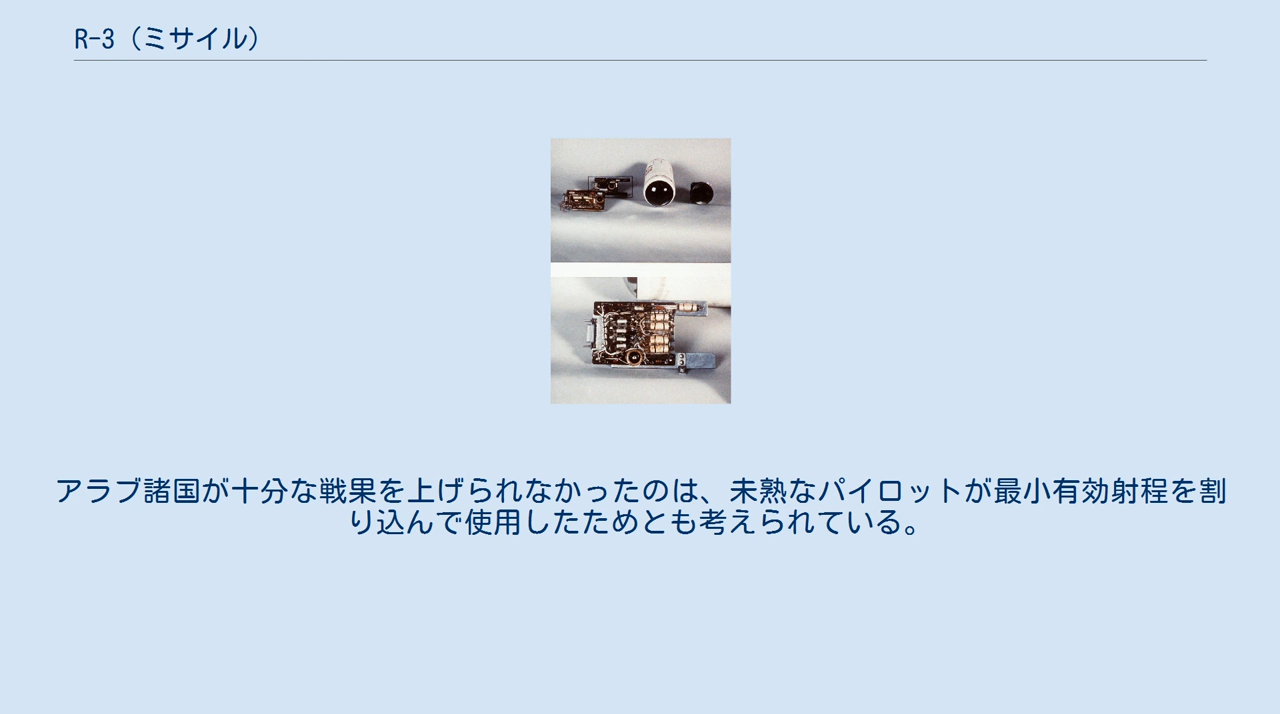 R-3（ミサイル）
アラブ諸国が十分な戦果を上げられなかったのは、未熟なパイロットが最小有効射程を割
り込んで使用したためとも考えられている。